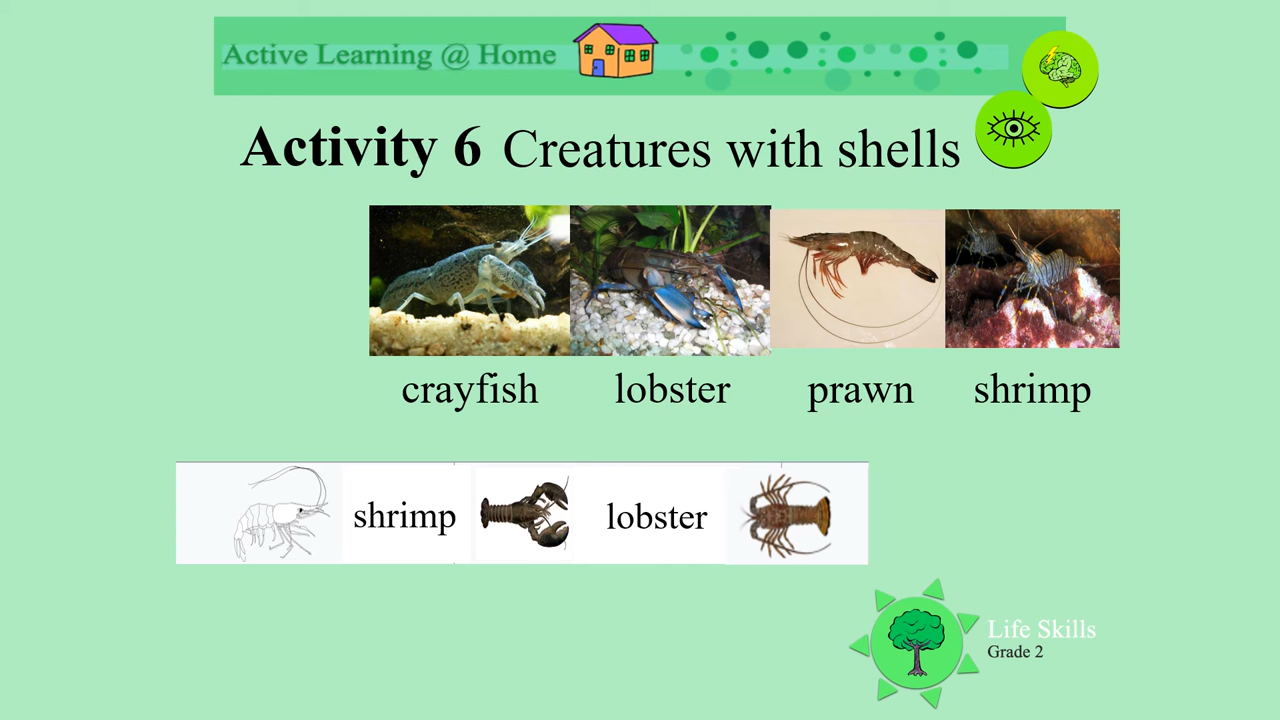 Active Learning @ Home
Activity 6 Creatures with shells
crayfish lobster prawn shrimp
shrimp lobster
Life Skills
Grade 2